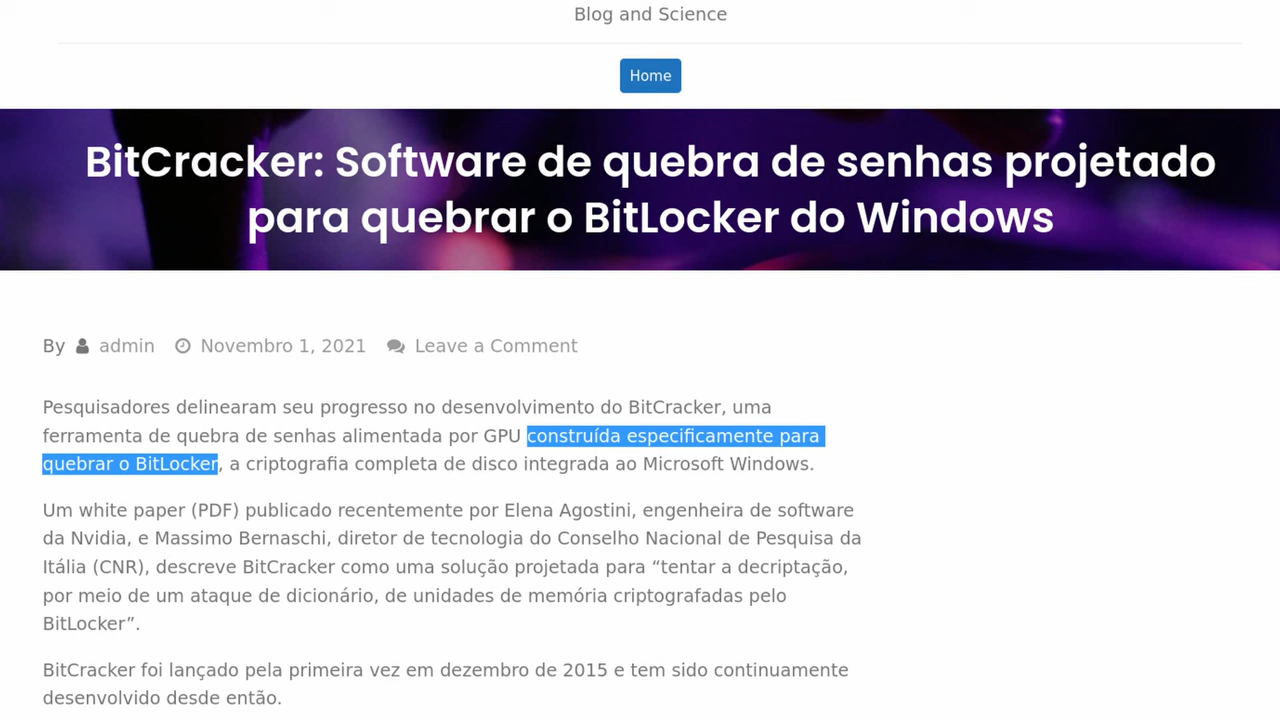 Blog and Science
Home
BitCracker: Software de quebra de senhas projetado
para quebrar o BitLocker do Windows
By admin Novembro 1, 2021 Leave a Comment
Pesquisadores delinearam seu progresso no desenvolvimento do BitCracker, uma
ferramenta de quebra de senhas alimentada por GPU construída especificamente para
quebrar o BitLocker, a criptografia completa de disco integrada ao Microsoft Windows.
Um white paper (PDF) publicado recentemente por Elena Agostini, engenheira de software
da Nvidia, e Massimo Bernaschi, diretor de tecnologia do Conselho Nacional de Pesquisa da
Itália (CNR), descreve BitCracker como uma solução projetada para “tentar a decriptação,
por meio de um ataque de dicionário, de unidades de memória criptografadas pelo
BitLocker”.
BitCracker foi lançado pela primeira vez em dezembro de 2015 e tem sido continuamente
desenvolvido desde então.